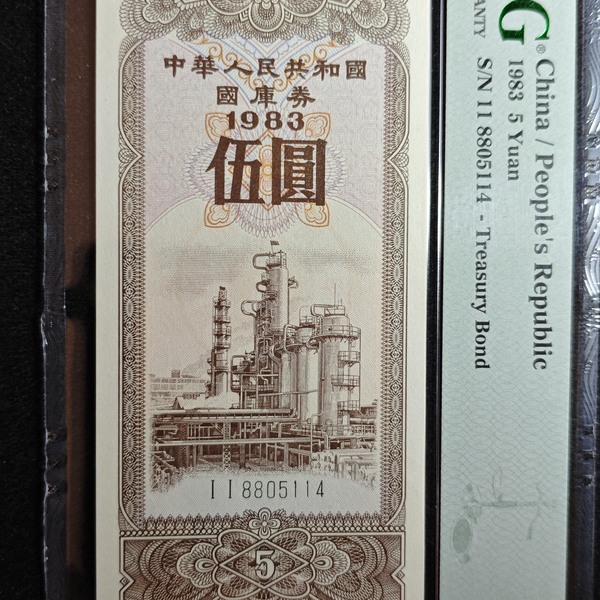 中華人民共和國
國庫券
1983
伍圓
I I 8805114
5
G®
China / People's Republic
1983 5 Yuan
S/N II 8805114 - Treasury Bond
ANTY